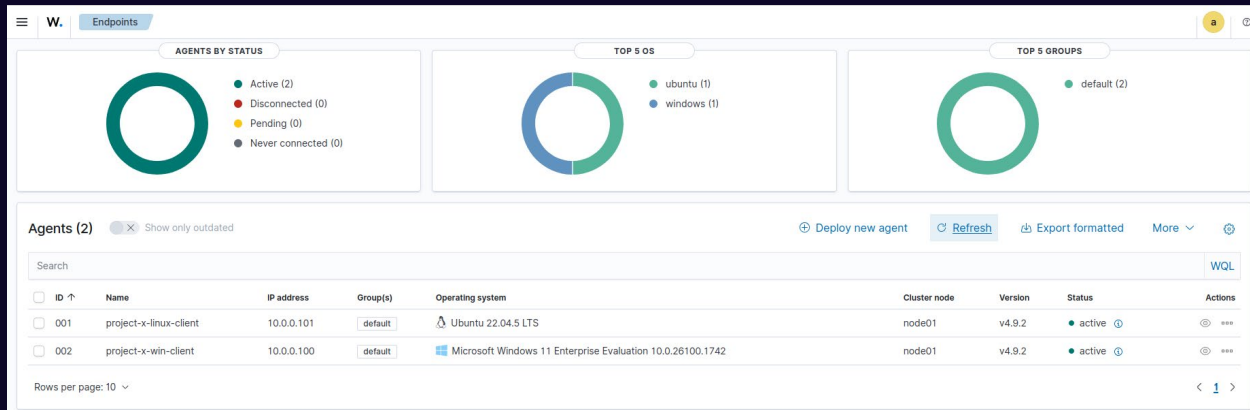 W. Endpoints a
AGENTS BY STATUS
Active (2)
Disconnected (0)
Pending (0)
Never connected (0)
TOP 5 OS
ubuntu (1)
windows (1)
TOP 5 GROUPS
default (2)
Agents (2) Show only outdated Deploy new agent Refresh Export formatted More
Search WQL
ID ↑ Name IP address Group(s) Operating system Cluster node Version Status Actions
001 project-x-linux-client 10.0.0.101 default Ubuntu 22.04.5 LTS node01 v4.9.2 active
002 project-x-win-client 10.0.0.100 default Microsoft Windows 11 Enterprise Evaluation 10.0.26100.1742 node01 v4.9.2 active
Rows per page: 10 < 1 >